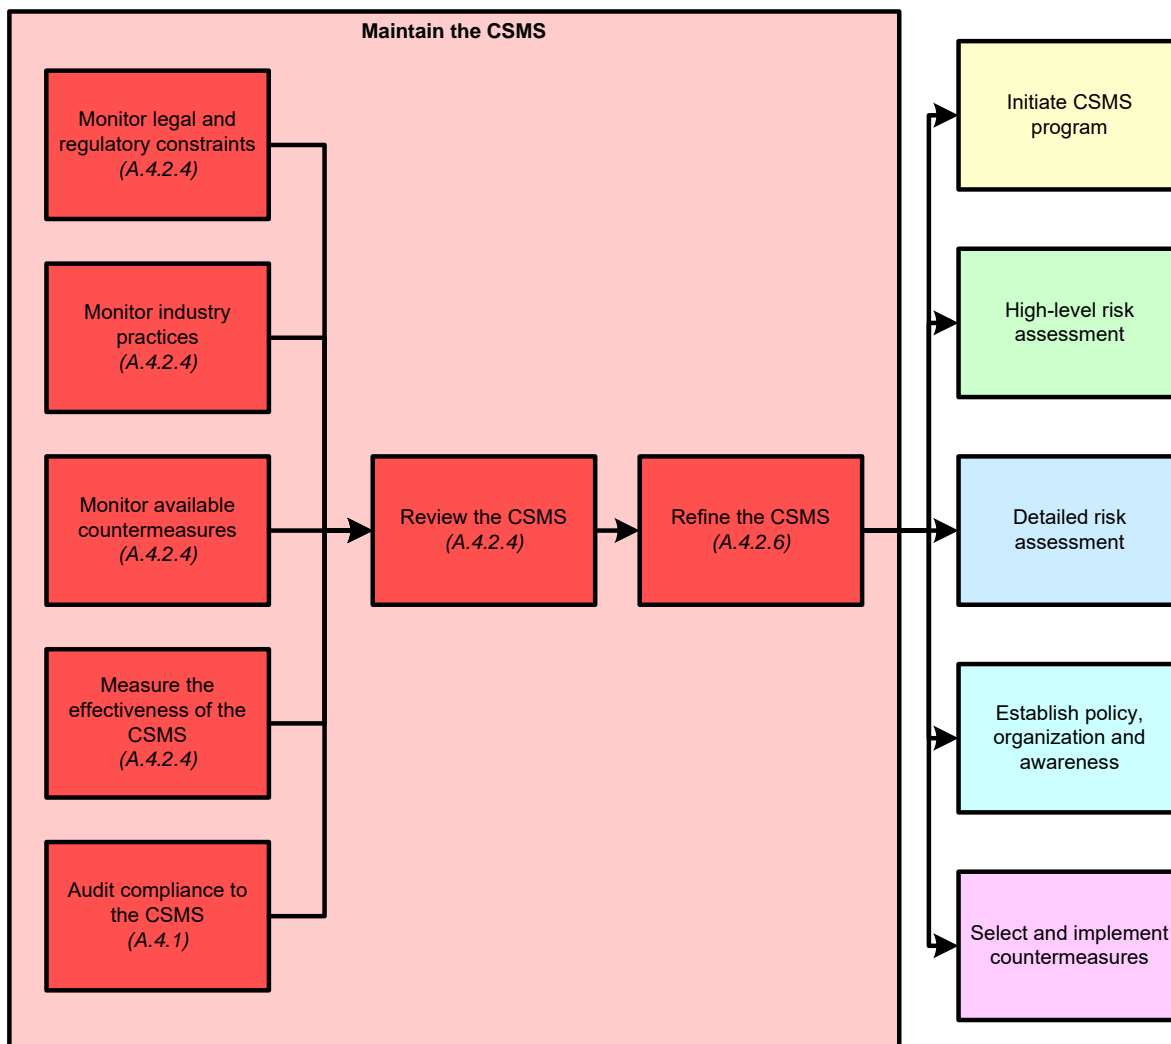 Maintain the CSMS
Monitor legal and
regulatory constraints
(A.4.2.4)
Monitor industry
practices
(A.4.2.4)
Monitor available
countermeasures
(A.4.2.4)
Measure the
effectiveness of the
CSMS
(A.4.2.4)
Audit compliance to
the CSMS
(A.4.1)
Review the CSMS
(A.4.2.4)
Refine the CSMS
(A.4.2.6)
Initiate CSMS
program
High-level risk
assessment
Detailed risk
assessment
Establish policy,
organization and
awareness
Select and implement
countermeasures